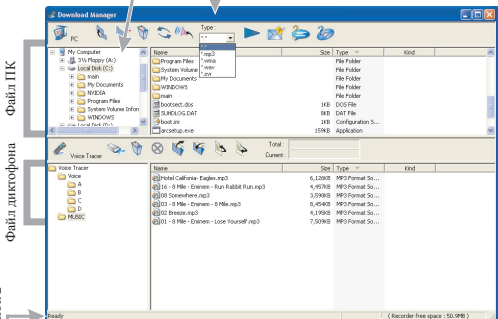 Download Manager
PC
Type :
*.*
*.*
*.mp3
*.wma
*.wav
*.zvr
Файл ПК
My Computer
3½ Floppy (A:)
Local Disk (C:)
main
My Documents
NVIDIA
Program Files
System Volume Infon
WINDOWS
Local Disk (D:)
Name Size Type Kind
Program Files File Folder
System Volume File Folder
My Documents File Folder
WINDOWS File Folder
main File Folder
bootsect.dos 1KB DOS File
SUHDLOG.DAT 8KB DAT File
boot.ini 1KB Configuration S...
arcsetup.exe 159KB Application
Voice Tracer
Total :
Current :
Файл диктофона
Voice Tracer
Voice
A
B
C
D
MUSIC
Name Size Type Kind
Hotel California- Eagles.mp3 6,126KB MP3 Format So...
16 - 8 Mile - Eminem - Run Rabbit Run.mp3 4,457KB MP3 Format So...
08 Somewhere.mp3 3,598KB MP3 Format So...
03 - 8 Mile - Eminem - 8 Mile.mp3 8,454KB MP3 Format So...
02 Breeze.mp3 4,195KB MP3 Format So...
01 - 8 Mile - Eminem - Lose Yourself.mp3 7,509KB MP3 Format So...
Ready
( Recorder free space : 50.9MB )